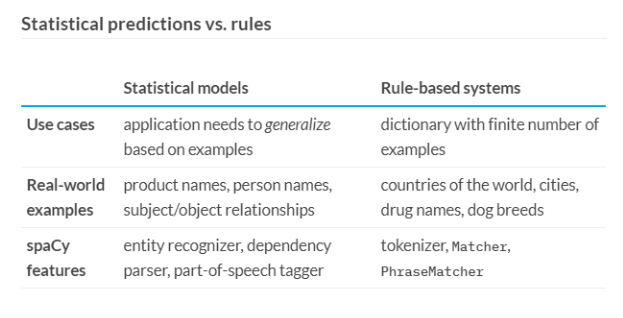 Statistical predictions vs. rules
Statistical models Rule-based systems
Use cases application needs to generalize dictionary with finite number of
based on examples examples
Real-world product names, person names, countries of the world, cities,
examples subject/object relationships drug names, dog breeds
spaCy entity recognizer, dependency tokenizer, Matcher,
features parser, part-of-speech tagger PhraseMatcher